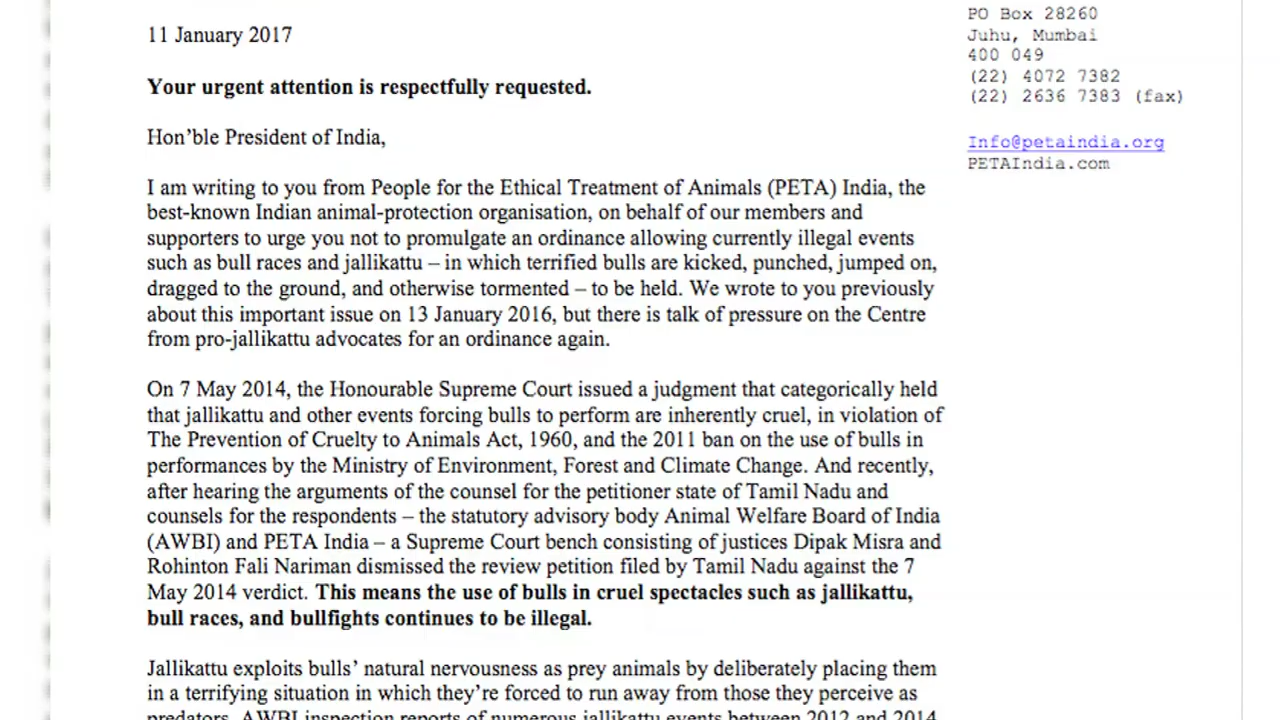 PO Box 28260
Juhu, Mumbai
400 049
(22) 4072 7382
(22) 2636 7383 (fax)
Info@petaindia.org
PETAIndia.com
11 January 2017
Your urgent attention is respectfully requested.
Hon’ble President of India,
I am writing to you from People for the Ethical Treatment of Animals (PETA) India, the
best-known Indian animal-protection organisation, on behalf of our members and
supporters to urge you not to promulgate an ordinance allowing currently illegal events
such as bull races and jallikattu – in which terrified bulls are kicked, punched, jumped on,
dragged to the ground, and otherwise tormented – to be held. We wrote to you previously
about this important issue on 13 January 2016, but there is talk of pressure on the Centre
from pro-jallikattu advocates for an ordinance again.
On 7 May 2014, the Honourable Supreme Court issued a judgment that categorically held
that jallikattu and other events forcing bulls to perform are inherently cruel, in violation of
The Prevention of Cruelty to Animals Act, 1960, and the 2011 ban on the use of bulls in
performances by the Ministry of Environment, Forest and Climate Change. And recently,
after hearing the arguments of the counsel for the petitioner state of Tamil Nadu and
counsels for the respondents – the statutory advisory body Animal Welfare Board of India
(AWBI) and PETA India – a Supreme Court bench consisting of justices Dipak Misra and
Rohinton Fali Nariman dismissed the review petition filed by Tamil Nadu against the 7
May 2014 verdict. This means the use of bulls in cruel spectacles such as jallikattu,
bull races, and bullfights continues to be illegal.
Jallikattu exploits bulls’ natural nervousness as prey animals by deliberately placing them
in a terrifying situation in which they’re forced to run away from those they perceive as
predators. AWBI inspection reports of numerous jallikattu events between 2012 and 2014